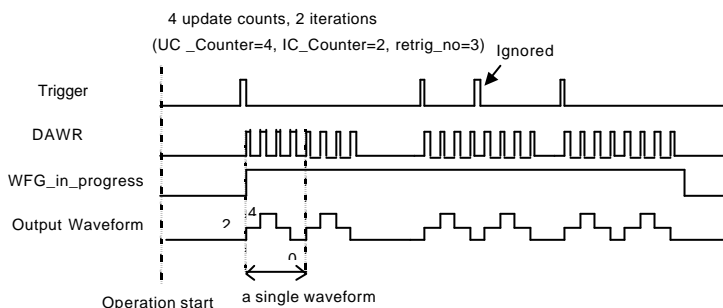 4 update counts, 2 iterations
(UC _Counter=4, IC_Counter=2, retrig_no=3)
Ignored
Trigger
DAWR
WFG_in_progress
Output Waveform
2
4
0
Operation start
a single waveform